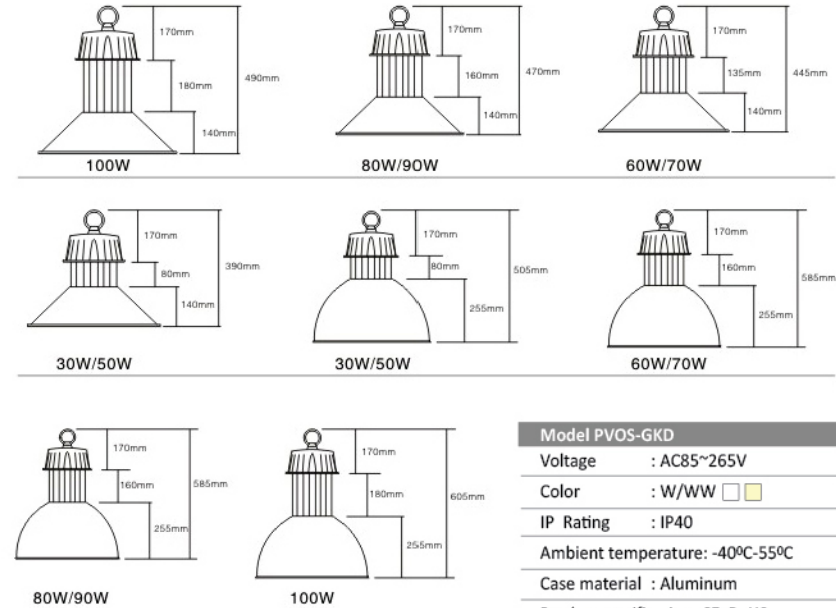 170mm
180mm
140mm
490mm
100W
170mm
160mm
140mm
470mm
80W/90W
170mm
135mm
140mm
445mm
60W/70W
170mm
80mm
140mm
390mm
30W/50W
170mm
80mm
255mm
505mm
30W/50W
170mm
160mm
255mm
585mm
60W/70W
170mm
160mm
255mm
585mm
80W/90W
170mm
180mm
255mm
605mm
100W
Model PVOS-GKD
Voltage : AC85~265V
Color : W/WW
IP Rating : IP40
Ambient temperature: -40ºC-55ºC
Case material : Aluminum